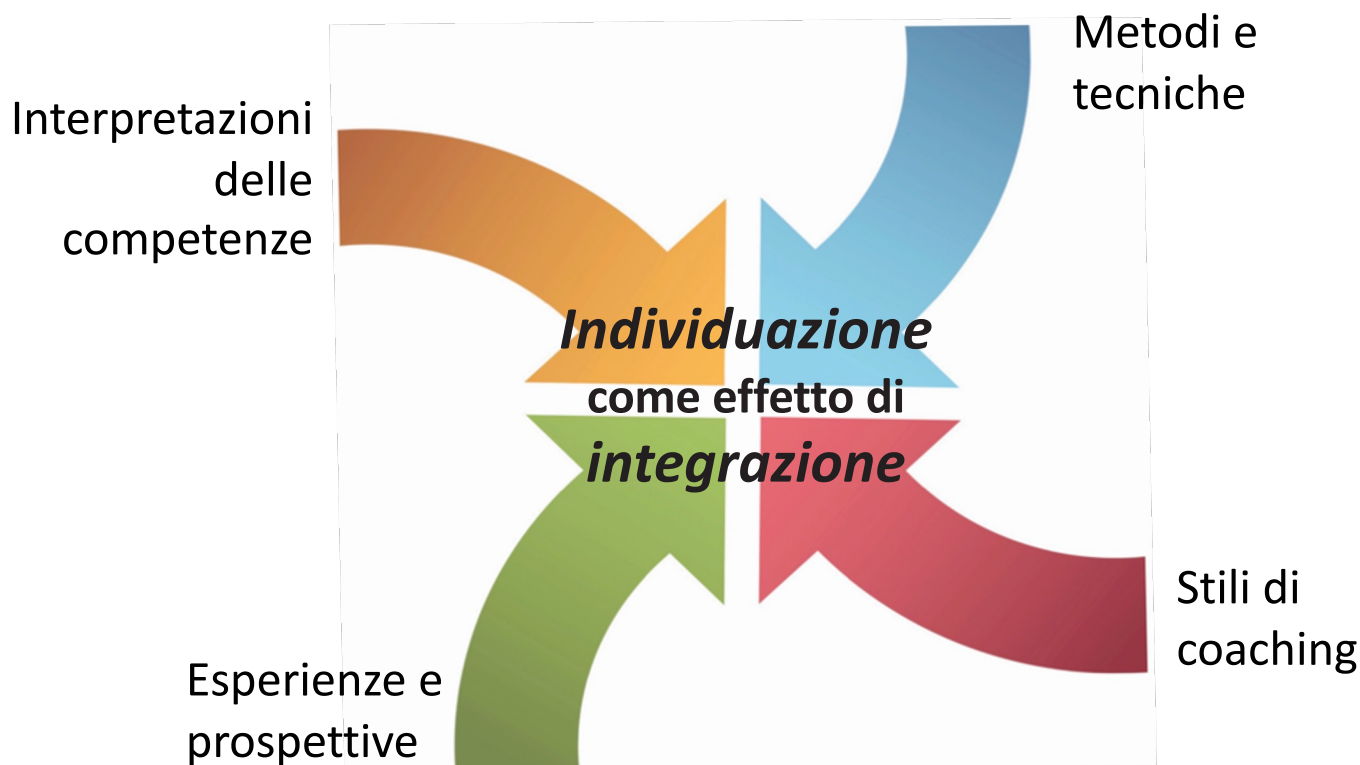 Metodi e
tecniche
Interpretazioni
delle
competenze
Individuazione
come effetto di
integrazione
Stili di
coaching
Esperienze e
prospettive